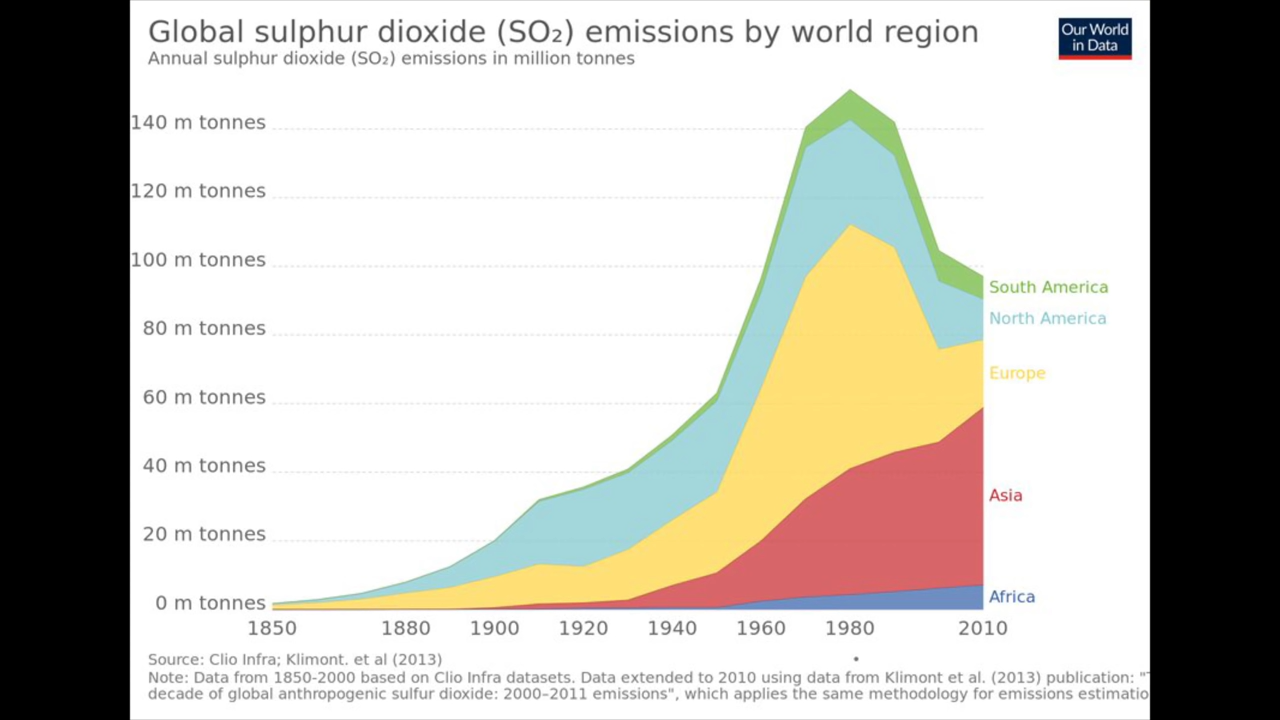 Global sulphur dioxide (SO₂) emissions by world region
Annual sulphur dioxide (SO₂) emissions in million tonnes
Our World
in Data
140 m tonnes
120 m tonnes
100 m tonnes
80 m tonnes
60 m tonnes
40 m tonnes
20 m tonnes
0 m tonnes
South America
North America
Europe
Asia
Africa
1850 1880 1900 1920 1940 1960 1980 2010
Source: Clio Infra; Klimont. et al (2013)
Note: Data from 1850-2000 based on Clio Infra datasets. Data extended to 2010 using data from Klimont et al. (2013) publication: "
decade of global anthropogenic sulfur dioxide: 2000–2011 emissions", which applies the same methodology for emissions